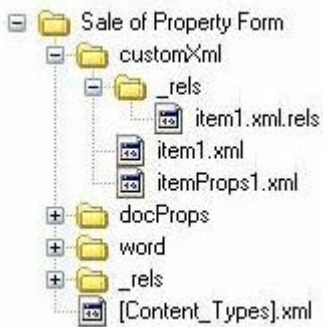 Sale of Property Form
customXml
_rels
item1.xml.rels
item1.xml
itemProps1.xml
docProps
word
_rels
[Content_Types].xml